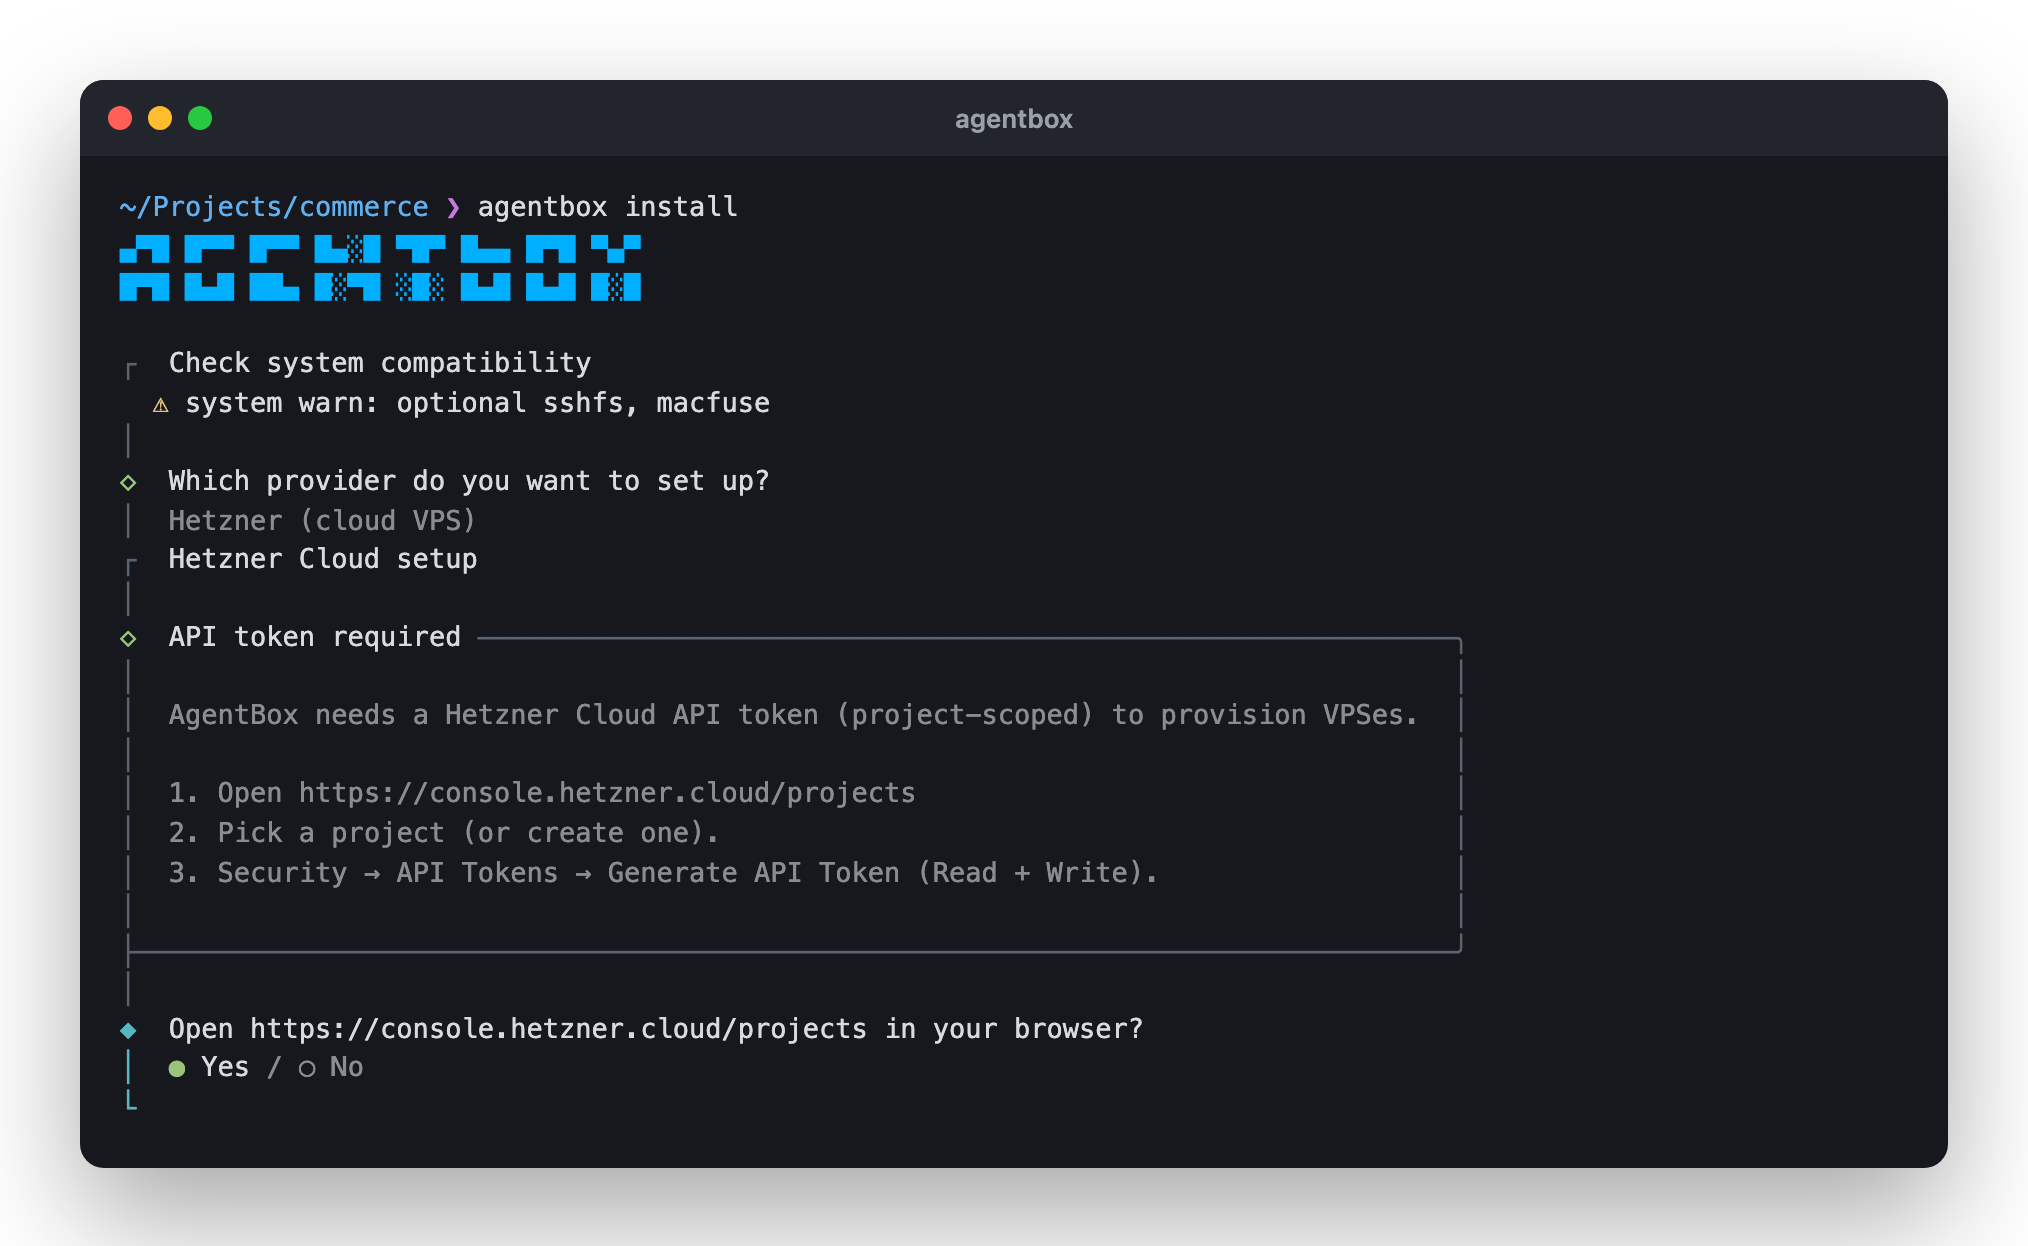 agentbox
~/Projects/commerce ❯ agentbox install
AGENTBOX
Check system compatibility
⚠ system warn: optional sshfs, macfuse
Which provider do you want to set up?
Hetzner (cloud VPS)
Hetzner Cloud setup
API token required
AgentBox needs a Hetzner Cloud API token (project-scoped) to provision VPSes.
1. Open https://console.hetzner.cloud/projects
2. Pick a project (or create one).
3. Security → API Tokens → Generate API Token (Read + Write).
Open https://console.hetzner.cloud/projects in your browser?
● Yes / ○ No